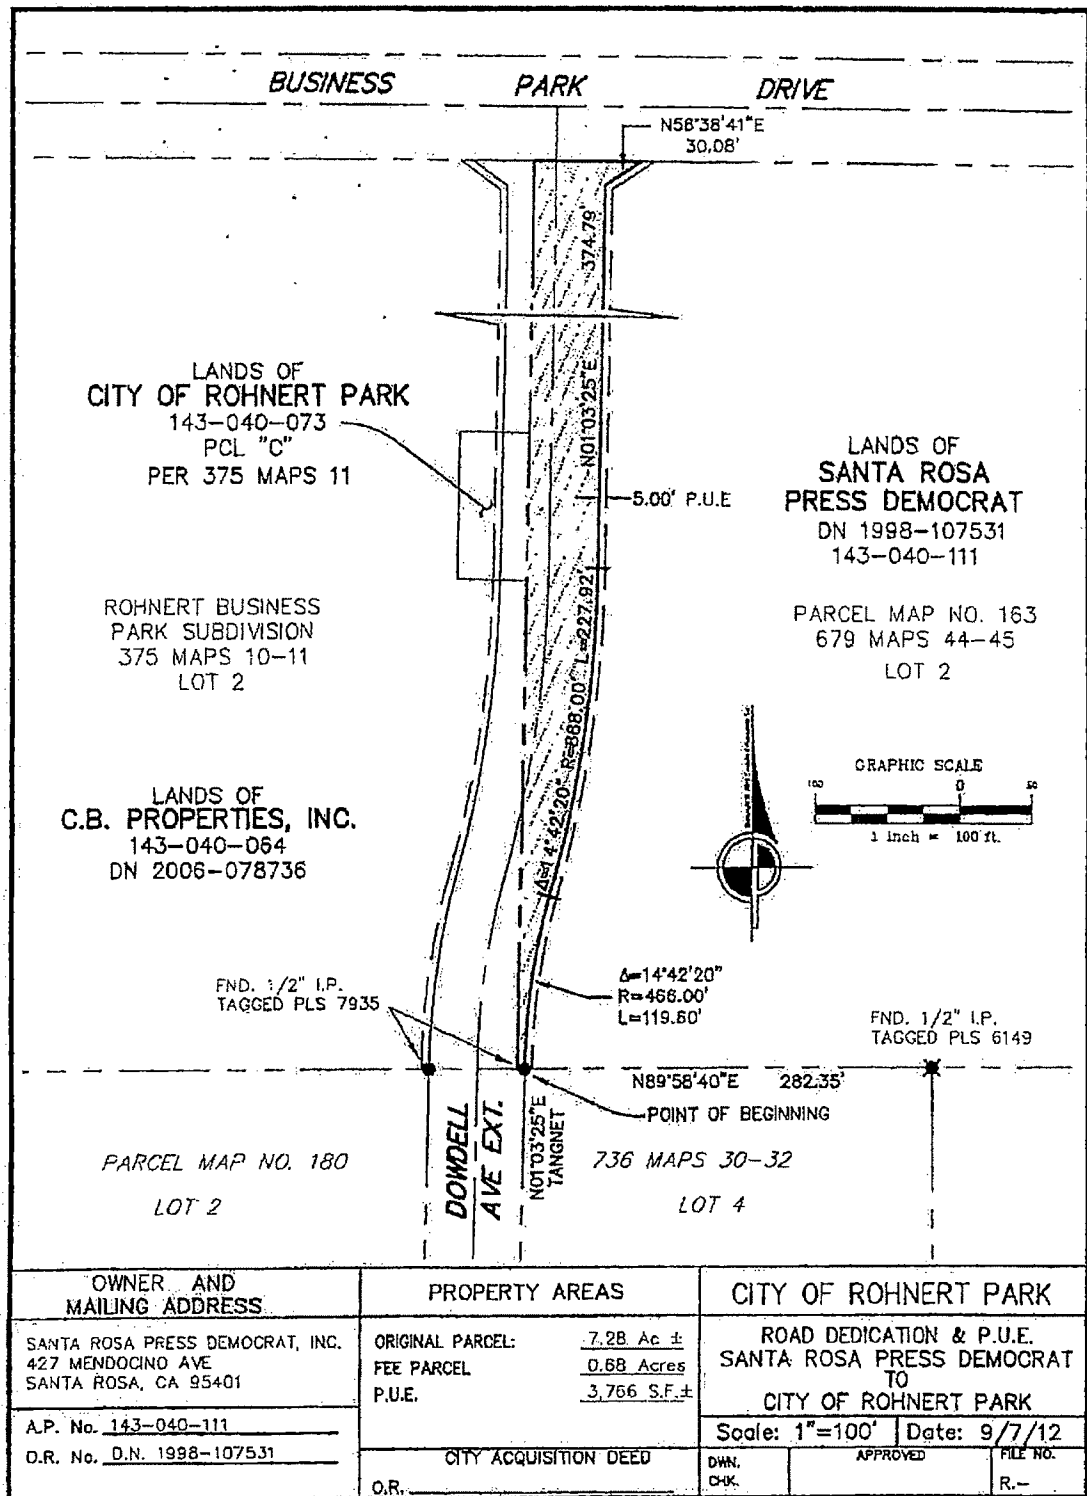 BUSINESS PARK DRIVE
N58°38'41"E
30.08'
374.79'
N01°03'25"E
LANDS OF
CITY OF ROHNERT PARK
143-040-073
PCL "C"
PER 375 MAPS 11
5.00' P.U.E
LANDS OF
SANTA ROSA
PRESS DEMOCRAT
DN 1998-107531
143-040-111
PARCEL MAP NO. 163
679 MAPS 44-45
LOT 2
ROHNERT BUSINESS
PARK SUBDIVISION
375 MAPS 10-11
LOT 2
Δ=14°42'20" R=888.00' L=227.92'
GRAPHIC SCALE
100 0 50
1 inch = 100 ft.
LANDS OF
C.B. PROPERTIES, INC.
143-040-064
DN 2006-078736
FND. 1/2" I.P.
TAGGED PLS 7935
Δ=14°42'20"
R=466.00'
L=119.60'
FND. 1/2" I.P.
TAGGED PLS 6149
N89°58'40"E 282.35'
POINT OF BEGINNING
N01°03'25"E
TANGNET
DOWDELL
AVE EXT.
PARCEL MAP NO. 180
LOT 2
736 MAPS 30-32
LOT 4
OWNER AND
MAILING ADDRESS
SANTA ROSA PRESS DEMOCRAT, INC.
427 MENDOCINO AVE
SANTA ROSA, CA 95401
A.P. No. 143-040-111
O.R. No. D.N. 1998-107531
PROPERTY AREAS
ORIGINAL PARCEL: 7.28 Ac ±
FEE PARCEL 0.68 Acres
P.U.E. 3,766 S.F.±
CITY ACQUISITION DEED
O.R.
CITY OF ROHNERT PARK
ROAD DEDICATION & P.U.E.
SANTA ROSA PRESS DEMOCRAT
TO
CITY OF ROHNERT PARK
Scale: 1"=100' Date: 9/7/12
DWN.
CHK.
APPROVED
FILE NO.
R.-